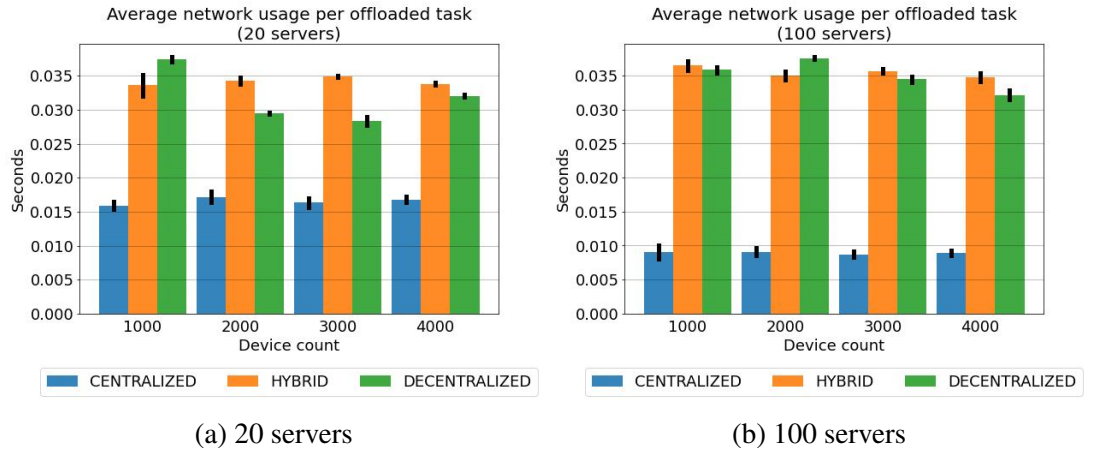 Average network usage per offloaded task
(20 servers)
0.035
0.030
0.025
0.020
0.015
0.010
0.005
0.000
Seconds
1000 2000 3000 4000
Device count
CENTRALIZED HYBRID DECENTRALIZED
(a) 20 servers
Average network usage per offloaded task
(100 servers)
0.035
0.030
0.025
0.020
0.015
0.010
0.005
0.000
Seconds
1000 2000 3000 4000
Device count
CENTRALIZED HYBRID DECENTRALIZED
(b) 100 servers